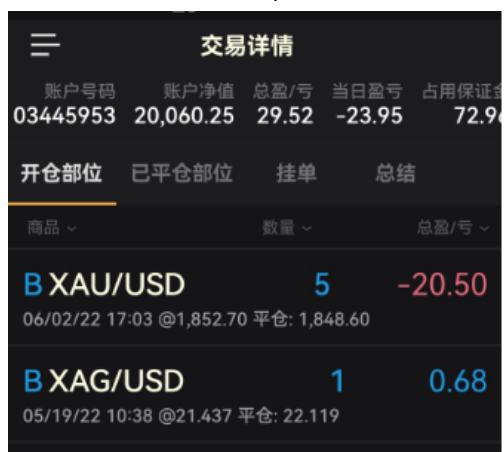 交易详情
账户号码 账户净值 总盈/亏 当日盈亏 占用保证金
03445953 20,060.25 29.52 -23.95 72.9
开仓部位 已平仓部位 挂单 总结
商品 数量 总盈/亏
B XAU/USD 5 -20.50
06/02/22 17:03 @1,852.70 平仓: 1,848.60
B XAG/USD 1 0.68
05/19/22 10:38 @21.437 平仓: 22.119